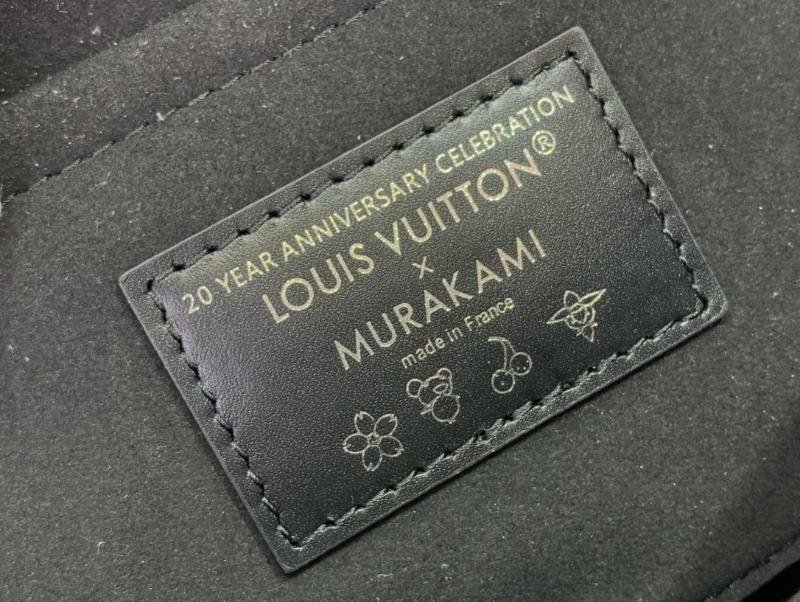 20 YEAR ANNIVERSARY CELEBRATION
LOUIS VUITTON®
×
MURAKAMI
made in France